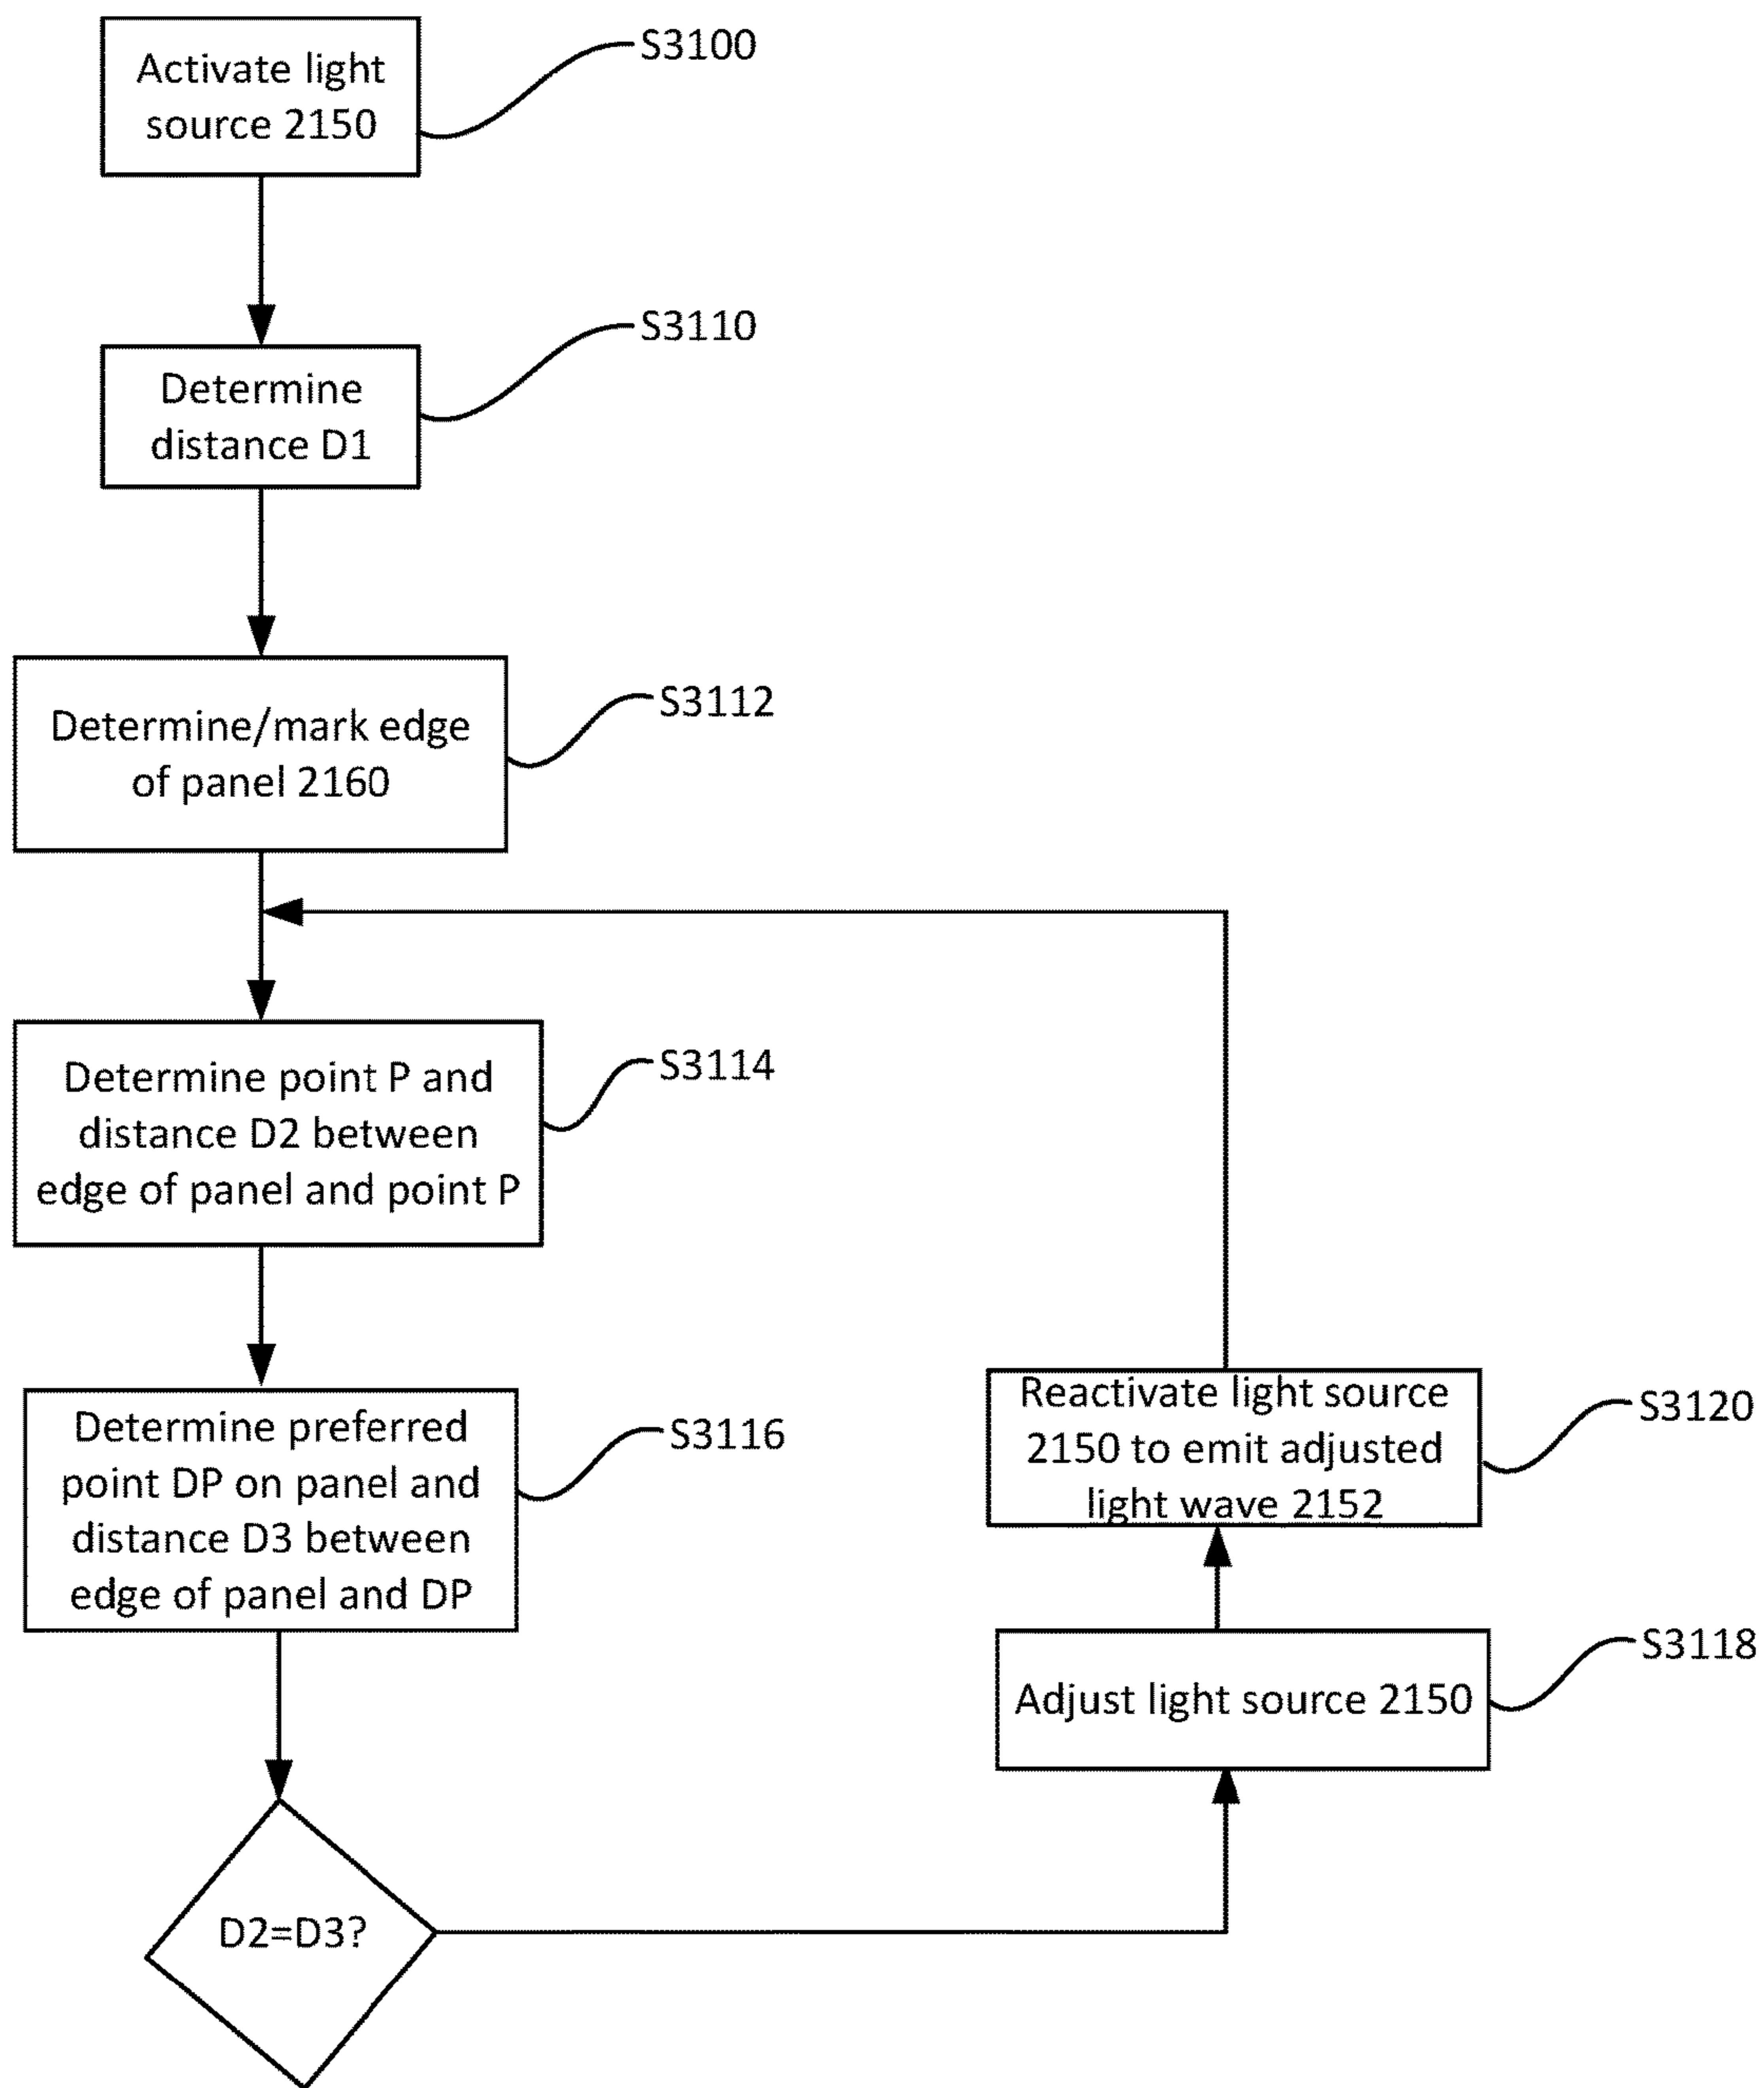 Activate light
source 2150
S3100
Determine
distance D1
S3110
Determine/mark edge
of panel 2160
S3112
Determine point P and
distance D2 between
edge of panel and point P
S3114
Determine preferred
point DP on panel and
distance D3 between
edge of panel and DP
S3116
Reactivate light source
2150 to emit adjusted
light wave 2152
S3120
Adjust light source 2150
S3118
D2=D3?